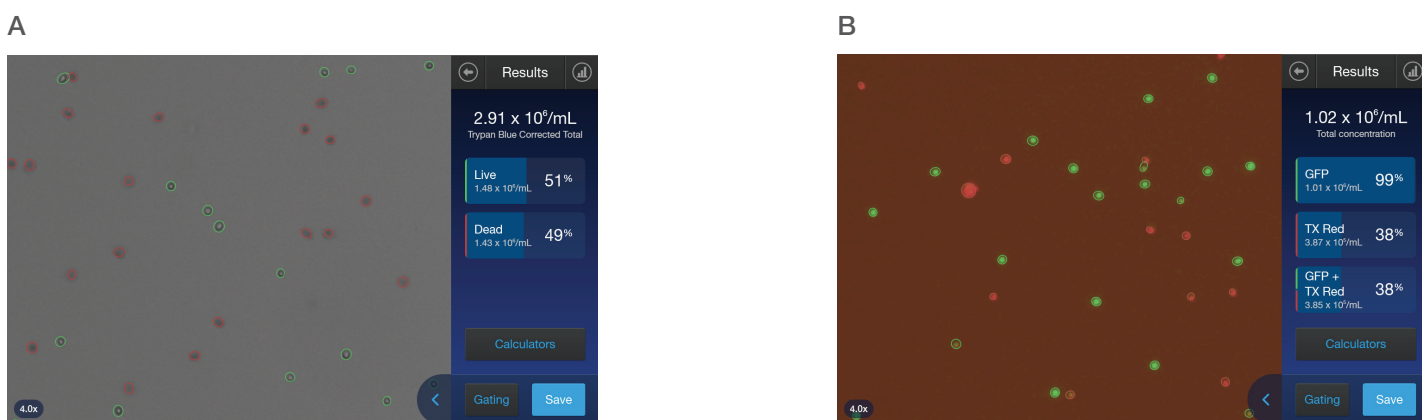 A
Results
2.91 x 10⁶/mL
Trypan Blue Corrected Total
Live
1.48 x 10⁶/mL
51%
Dead
1.43 x 10⁶/mL
49%
Calculators
Gating
Save
4.0x
B
Results
1.02 x 10⁶/mL
Total concentration
GFP
1.01 x 10⁶/mL
99%
TX Red
3.87 x 10⁵/mL
38%
GFP +
TX Red
3.85 x 10⁵/mL
38%
Calculators
Gating
Save
4.0x